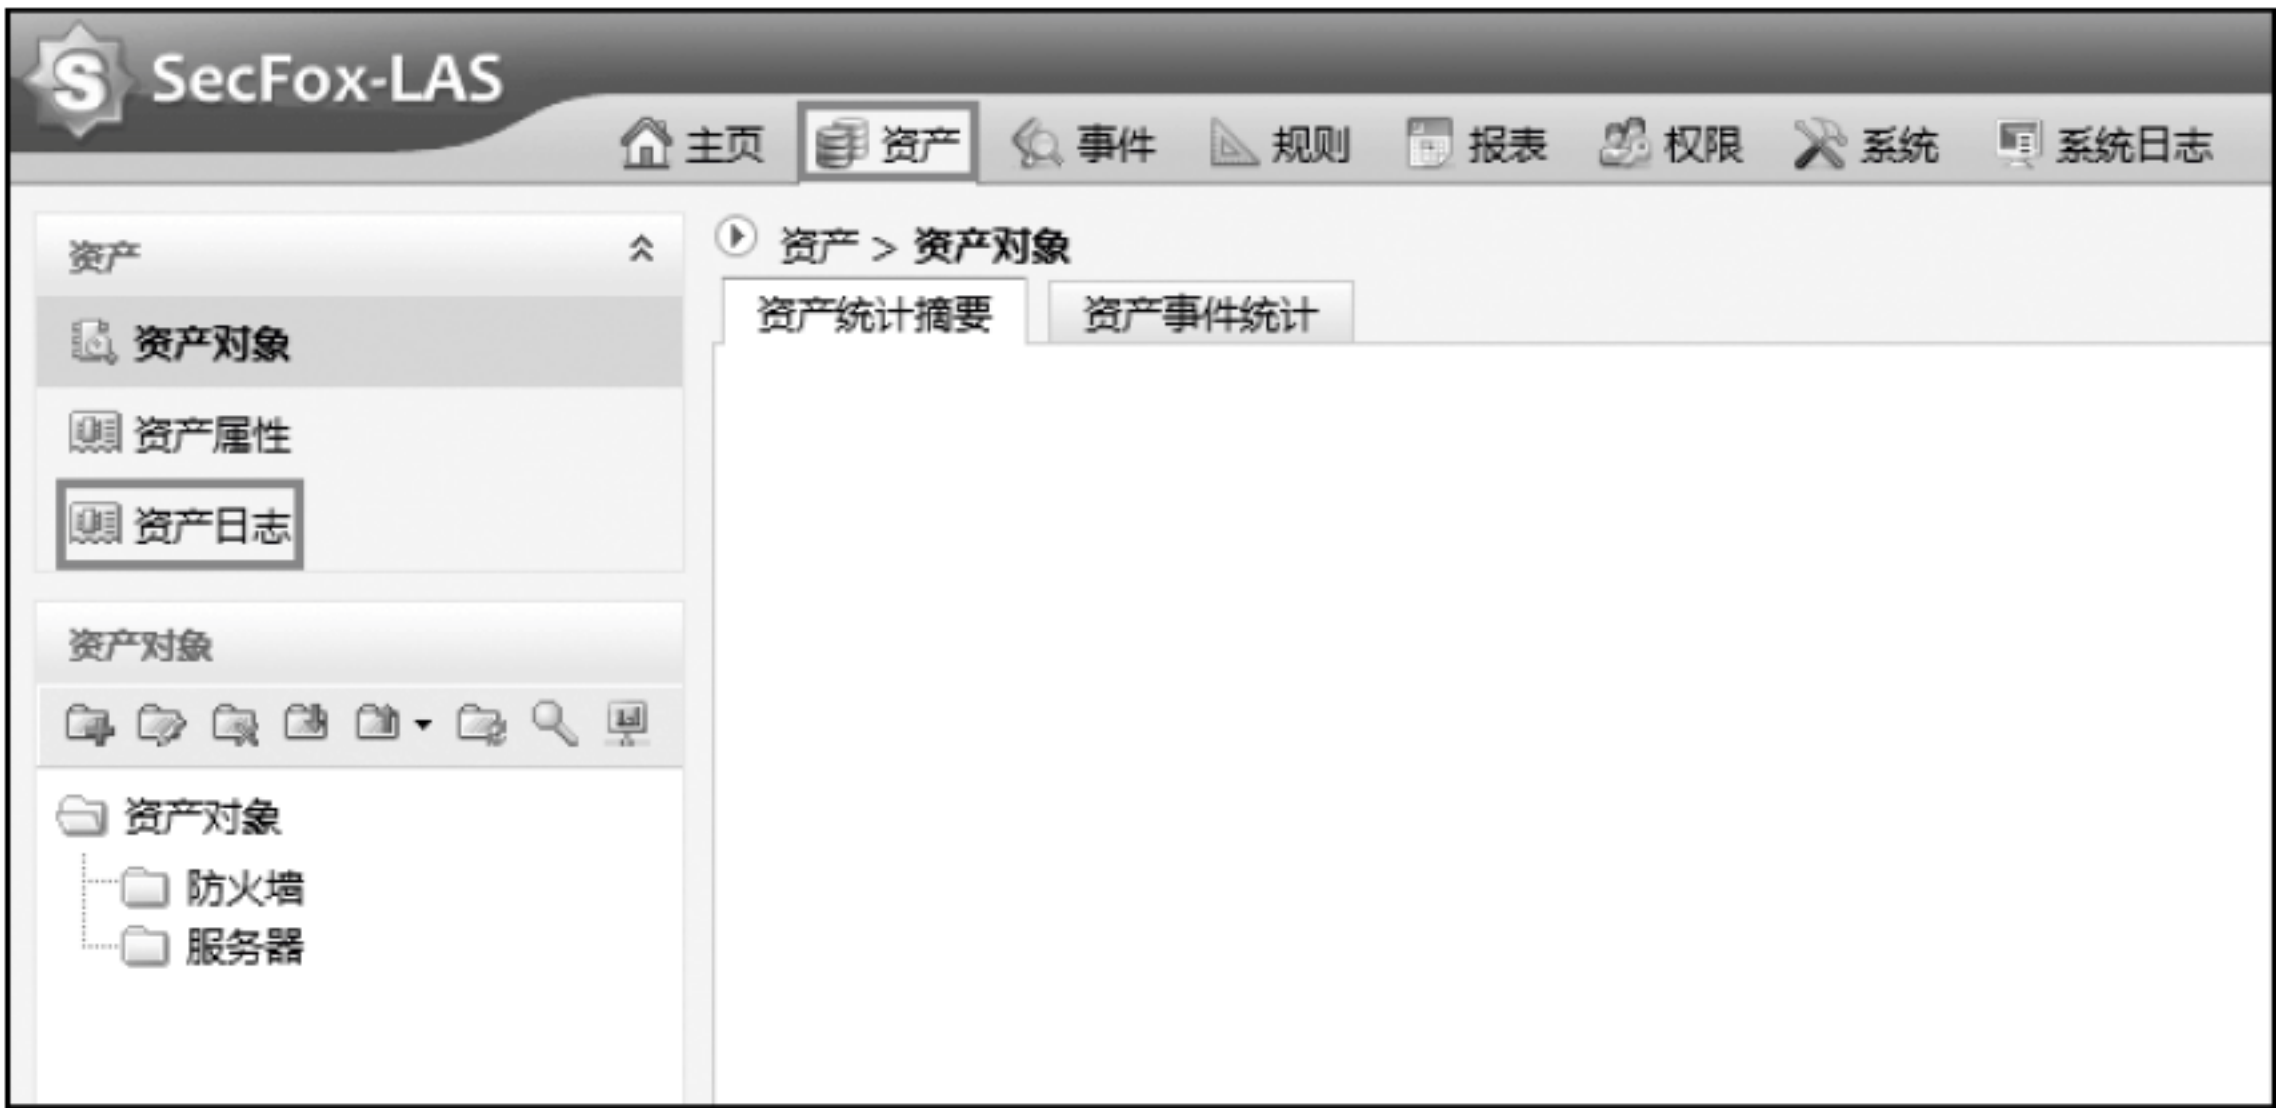 SecFox-LAS
主页 资产 事件 规则 报表 权限 系统 系统日志
资产
资产对象
资产属性
资产日志
资产对象
资产对象
防火墙
服务器
资产 > 资产对象
资产统计摘要 资产事件统计